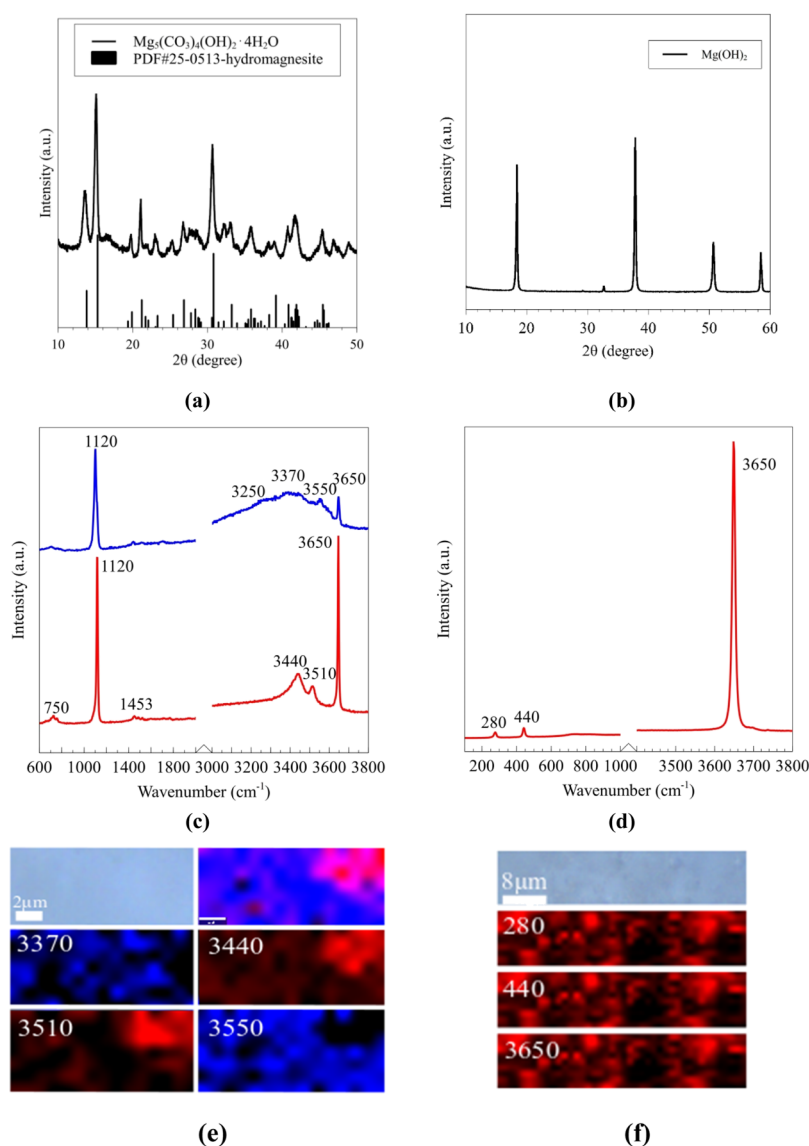 Mg₅(CO₃)₄(OH)₂·4H₂O
PDF#25-0513-hydromagnesite
Intensity (a.u.)
10 20 30 40 50
2θ (degree)
(a)
Mg(OH)₂
Intensity (a.u.)
10 20 30 40 50 60
2θ (degree)
(b)
1120
3250
3370
3550
3650
1120
3650
3440
3510
750
1453
Intensity (a.u.)
600 1000 1400 3000 3400 3800
Wavenumber (cm⁻¹)
(c)
3650
280
440
Intensity (a.u.)
200 400 600 800 1000 3500 3600 3700 3800
Wavenumber (cm⁻¹)
(d)
2μm
3370
3440
3510
3550
(e)
8μm
280
440
3650
(f)